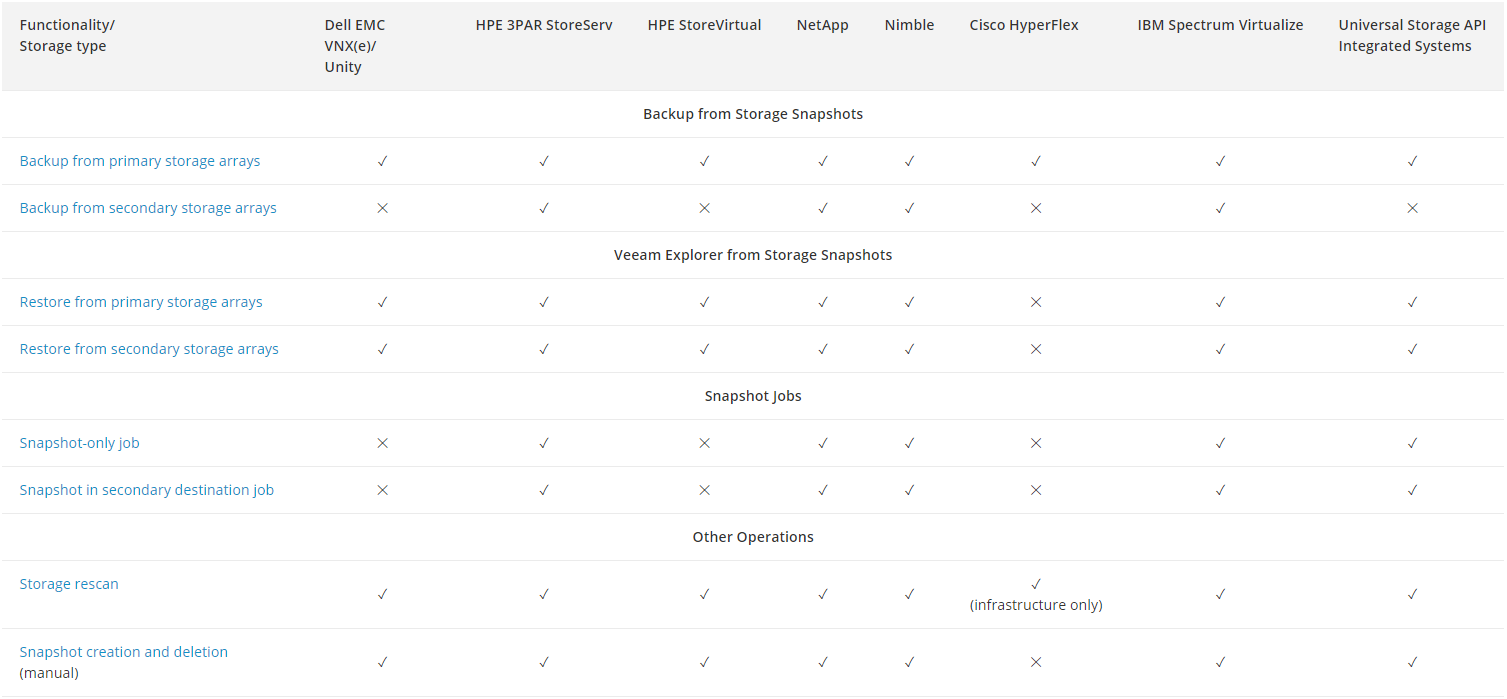 Functionality/ Dell EMC HPE 3PAR StoreServ HPE StoreVirtual NetApp Nimble Cisco HyperFlex IBM Spectrum Virtualize Universal Storage API
Storage type VNX(e)/ Integrated Systems
Unity
Backup from Storage Snapshots
Backup from primary storage arrays ✓ ✓ ✓ ✓ ✓ ✓ ✓ ✓
Backup from secondary storage arrays ✕ ✓ ✕ ✓ ✓ ✕ ✓ ✕
Veeam Explorer from Storage Snapshots
Restore from primary storage arrays ✓ ✓ ✓ ✓ ✓ ✕ ✓ ✓
Restore from secondary storage arrays ✓ ✓ ✓ ✓ ✓ ✕ ✓ ✓
Snapshot Jobs
Snapshot-only job ✕ ✓ ✕ ✓ ✓ ✕ ✓ ✓
Snapshot in secondary destination job ✕ ✓ ✕ ✓ ✓ ✕ ✓ ✓
Other Operations
Storage rescan ✓ ✓ ✓ ✓ ✓ ✓ ✓ ✓
(infrastructure only)
Snapshot creation and deletion ✓ ✓ ✓ ✓ ✓ ✕ ✓ ✓
(manual)